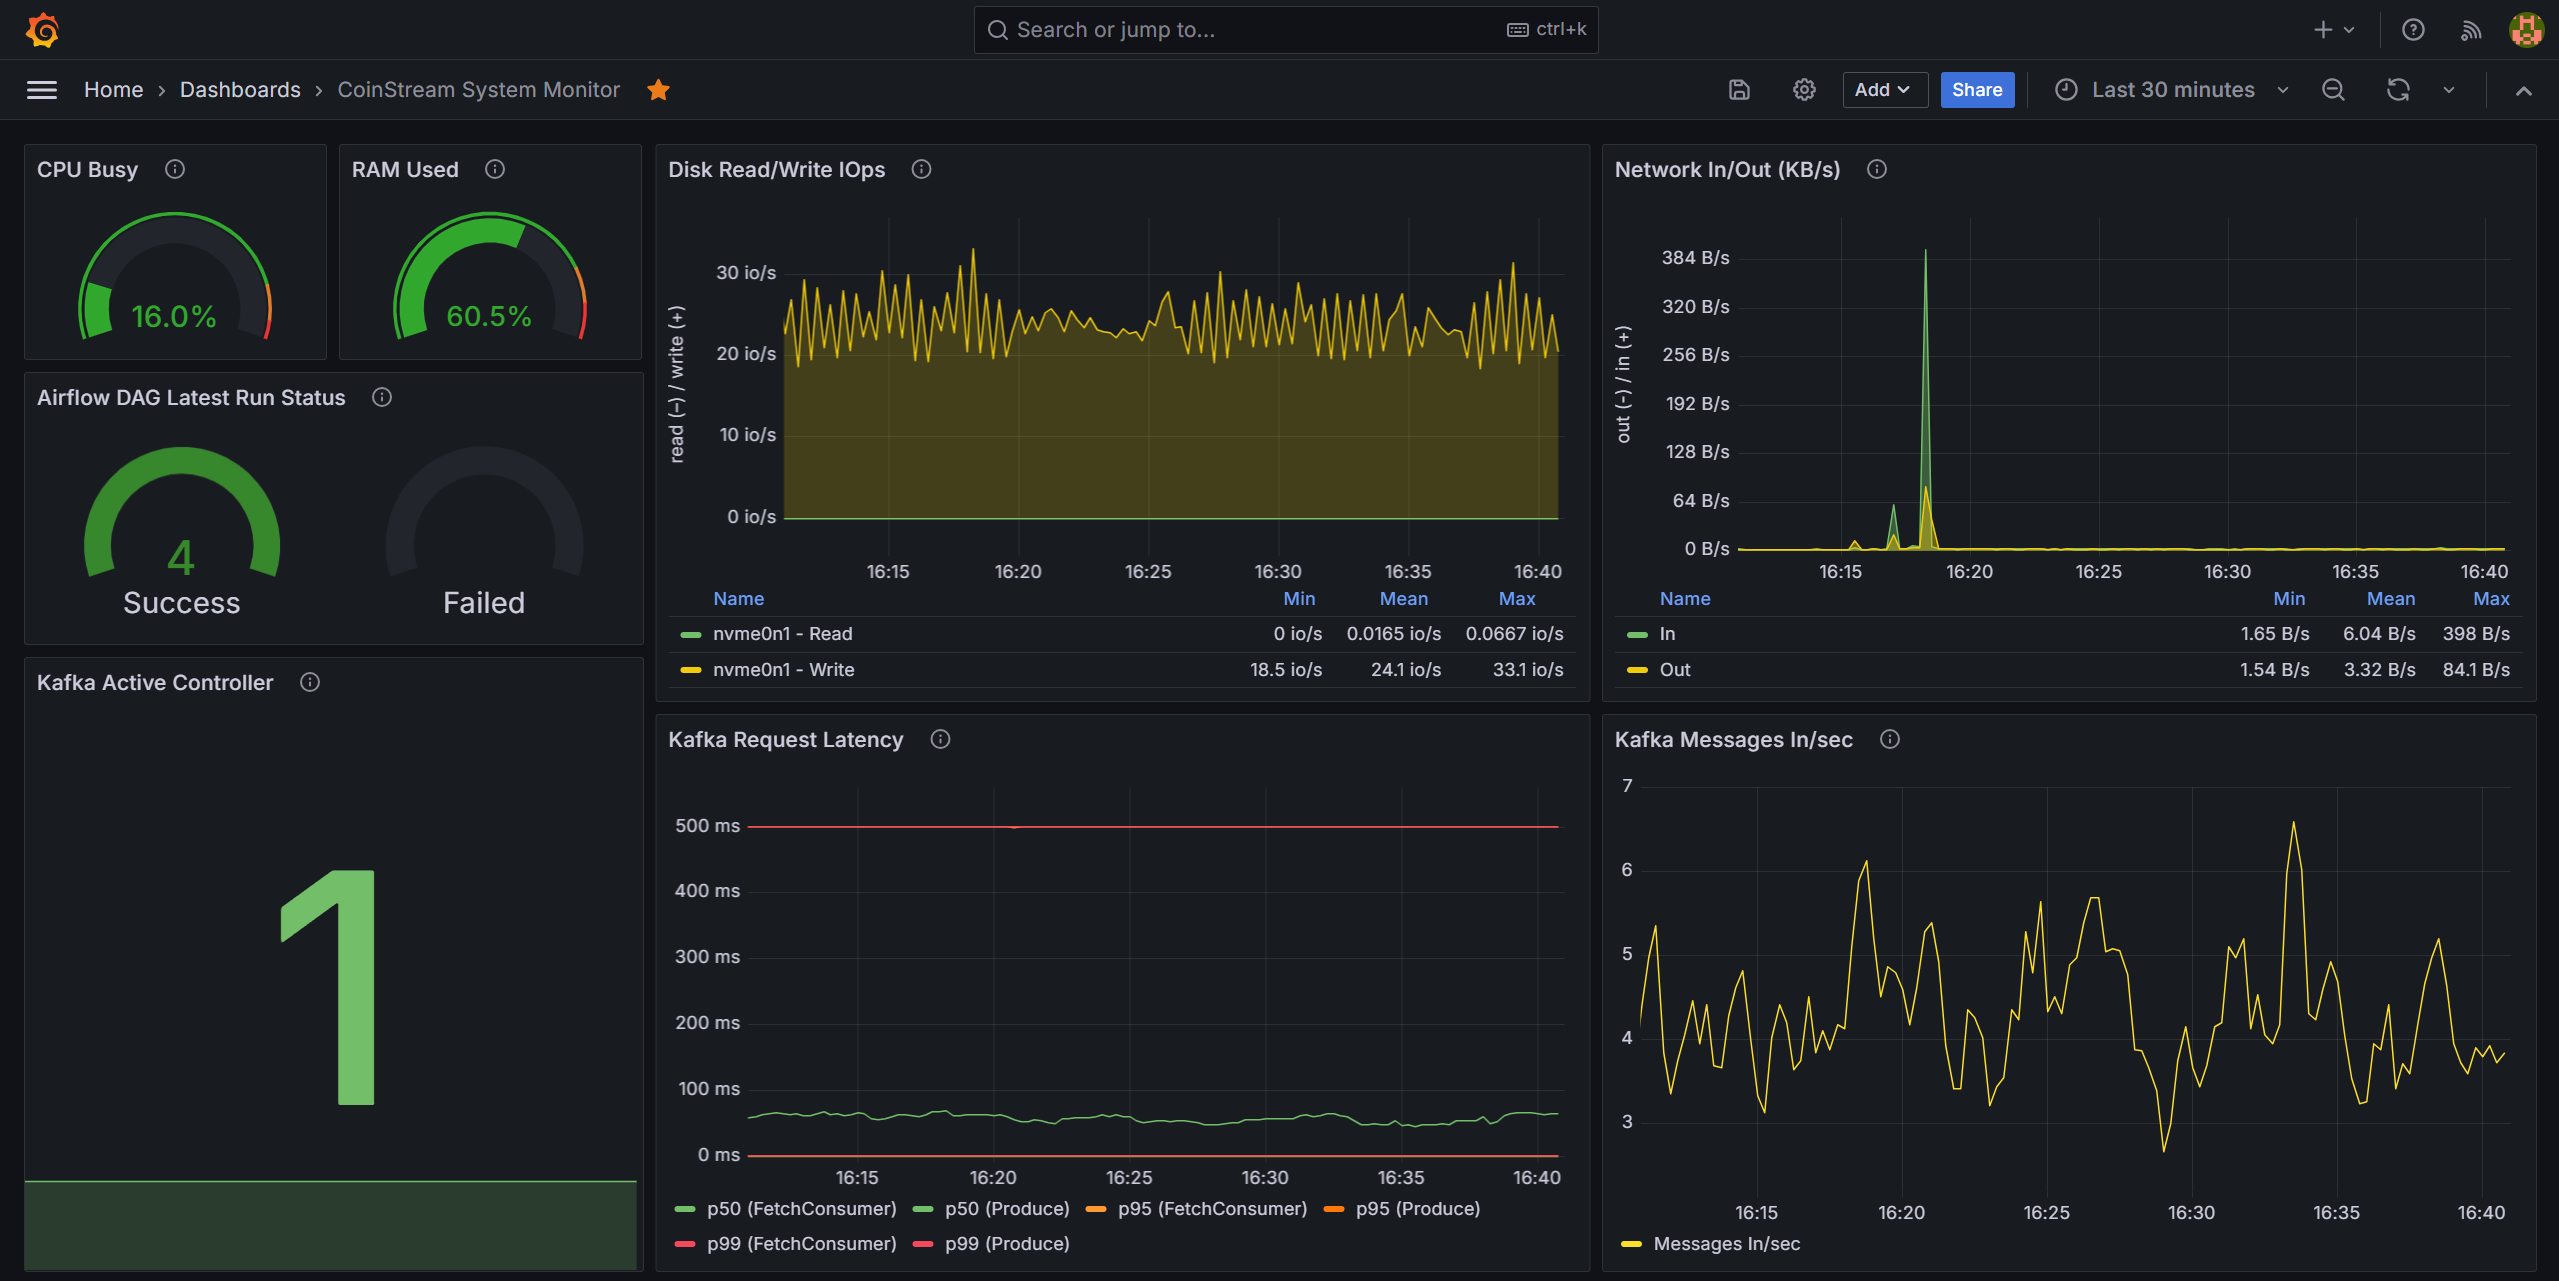 Search or jump to...
ctrl+k
Home › Dashboards › CoinStream System Monitor
Add
Share
Last 30 minutes
CPU Busy
16.0%
RAM Used
60.5%
Airflow DAG Latest Run Status
4
Success
Failed
Kafka Active Controller
1
Disk Read/Write IOps
read (–) / write (+)
30 io/s
20 io/s
10 io/s
0 io/s
16:15 16:20 16:25 16:30 16:35 16:40
Name Min Mean Max
nvme0n1 - Read 0 io/s 0.0165 io/s 0.0667 io/s
nvme0n1 - Write 18.5 io/s 24.1 io/s 33.1 io/s
Network In/Out (KB/s)
out (-) / in (+)
384 B/s
320 B/s
256 B/s
192 B/s
128 B/s
64 B/s
0 B/s
16:15 16:20 16:25 16:30 16:35 16:40
Name Min Mean Max
In 1.65 B/s 6.04 B/s 398 B/s
Out 1.54 B/s 3.32 B/s 84.1 B/s
Kafka Request Latency
500 ms
400 ms
300 ms
200 ms
100 ms
0 ms
16:15 16:20 16:25 16:30 16:35 16:40
p50 (FetchConsumer) p50 (Produce) p95 (FetchConsumer) p95 (Produce)
p99 (FetchConsumer) p99 (Produce)
Kafka Messages In/sec
7
6
5
4
3
16:15 16:20 16:25 16:30 16:35 16:40
Messages In/sec